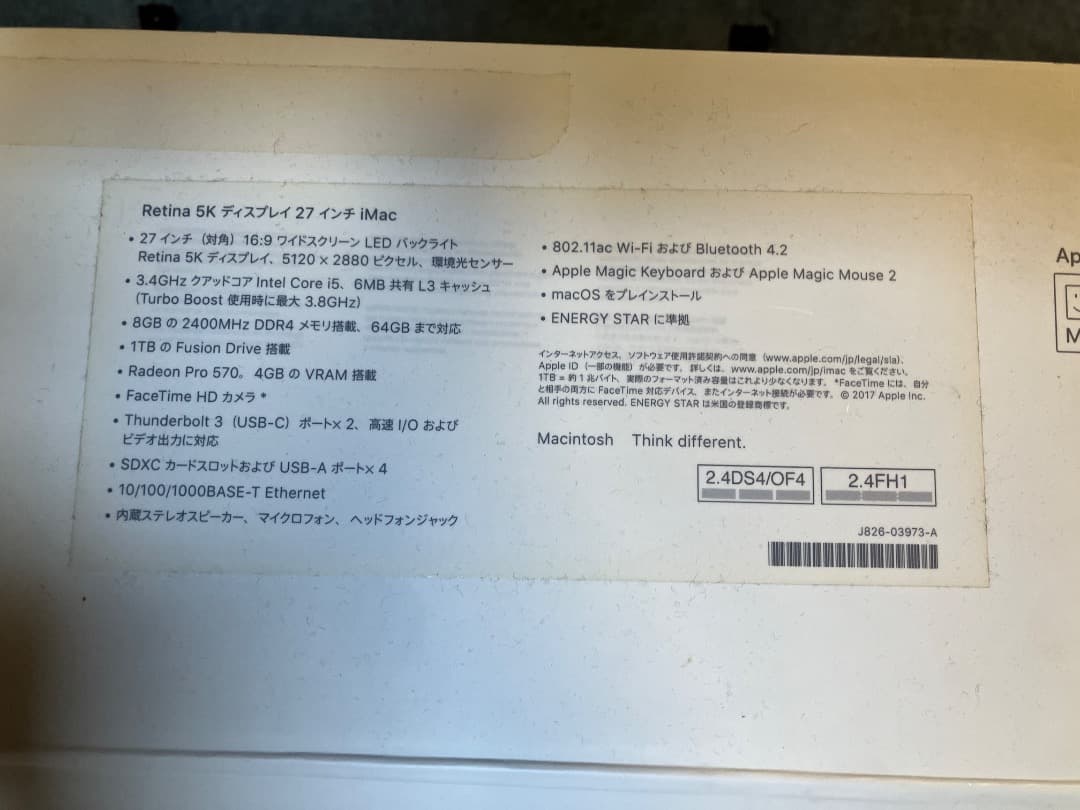 Retina 5K ディスプレイ 27 インチ iMac
• 27 インチ（対角）16:9 ワイドスクリーン LED バックライト
Retina 5K ディスプレイ、5120 × 2880 ピクセル、環境光センサー
• 3.4GHz クアッドコア Intel Core i5、6MB 共有 L3 キャッシュ
（Turbo Boost 使用時に最大 3.8GHz）
• 8GB の 2400MHz DDR4 メモリ搭載、64GB まで対応
• 1TB の Fusion Drive 搭載
• Radeon Pro 570。4GB の VRAM 搭載
• FaceTime HD カメラ *
• Thunderbolt 3（USB-C）ポート× 2、高速 I/O および
ビデオ出力に対応
• SDXC カードスロットおよび USB-A ポート× 4
• 10/100/1000BASE-T Ethernet
• 内蔵ステレオスピーカー、マイクロフォン、ヘッドフォンジャック
• 802.11ac Wi-Fi および Bluetooth 4.2
• Apple Magic Keyboard および Apple Magic Mouse 2
• macOS をプレインストール
• ENERGY STAR に準拠
インターネットアクセス、ソフトウェア使用許諾契約への同意（www.apple.com/jp/legal/sla）、
Apple ID（一部の機能）が必要です。詳しくは、www.apple.com/jp/imac をご覧ください。
1TB = 約 1 兆バイト、実際のフォーマット済み容量はこれより少なくなります。*FaceTime には、自分
と相手の両方に FaceTime 対応デバイス、またインターネット接続が必要です。© 2017 Apple Inc.
All rights reserved. ENERGY STAR は米国の登録商標です。
Macintosh Think different.
2.4DS4/OF4 2.4FH1
J826-03973-A
Ap
M